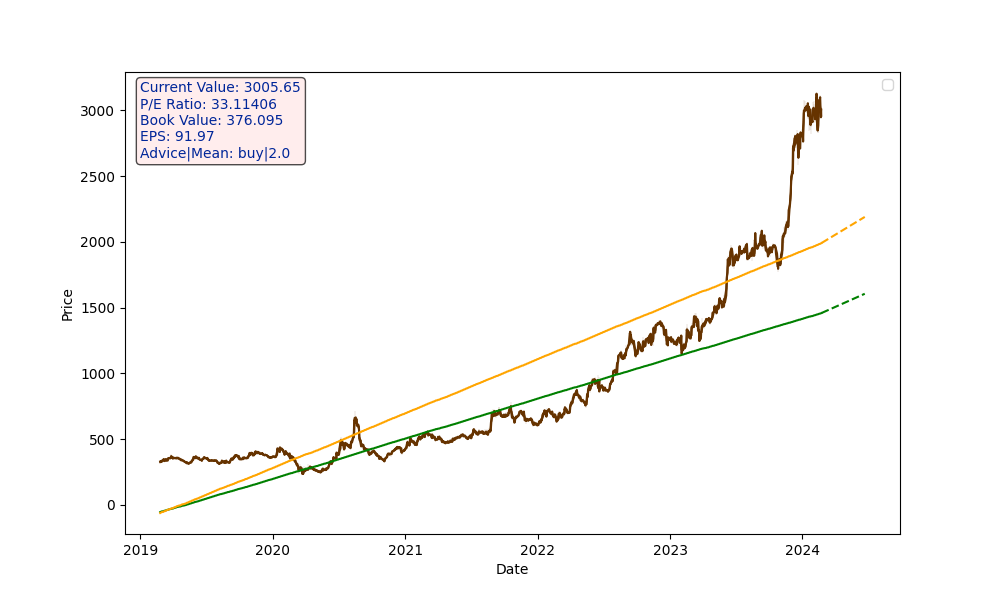 Current Value: 3005.65
P/E Ratio: 33.11406
Book Value: 376.095
EPS: 91.97
Advice|Mean: buy|2.0
3000
2500
2000
1500
1000
500
0
Price
2019
2020
2021
2022
2023
2024
Date